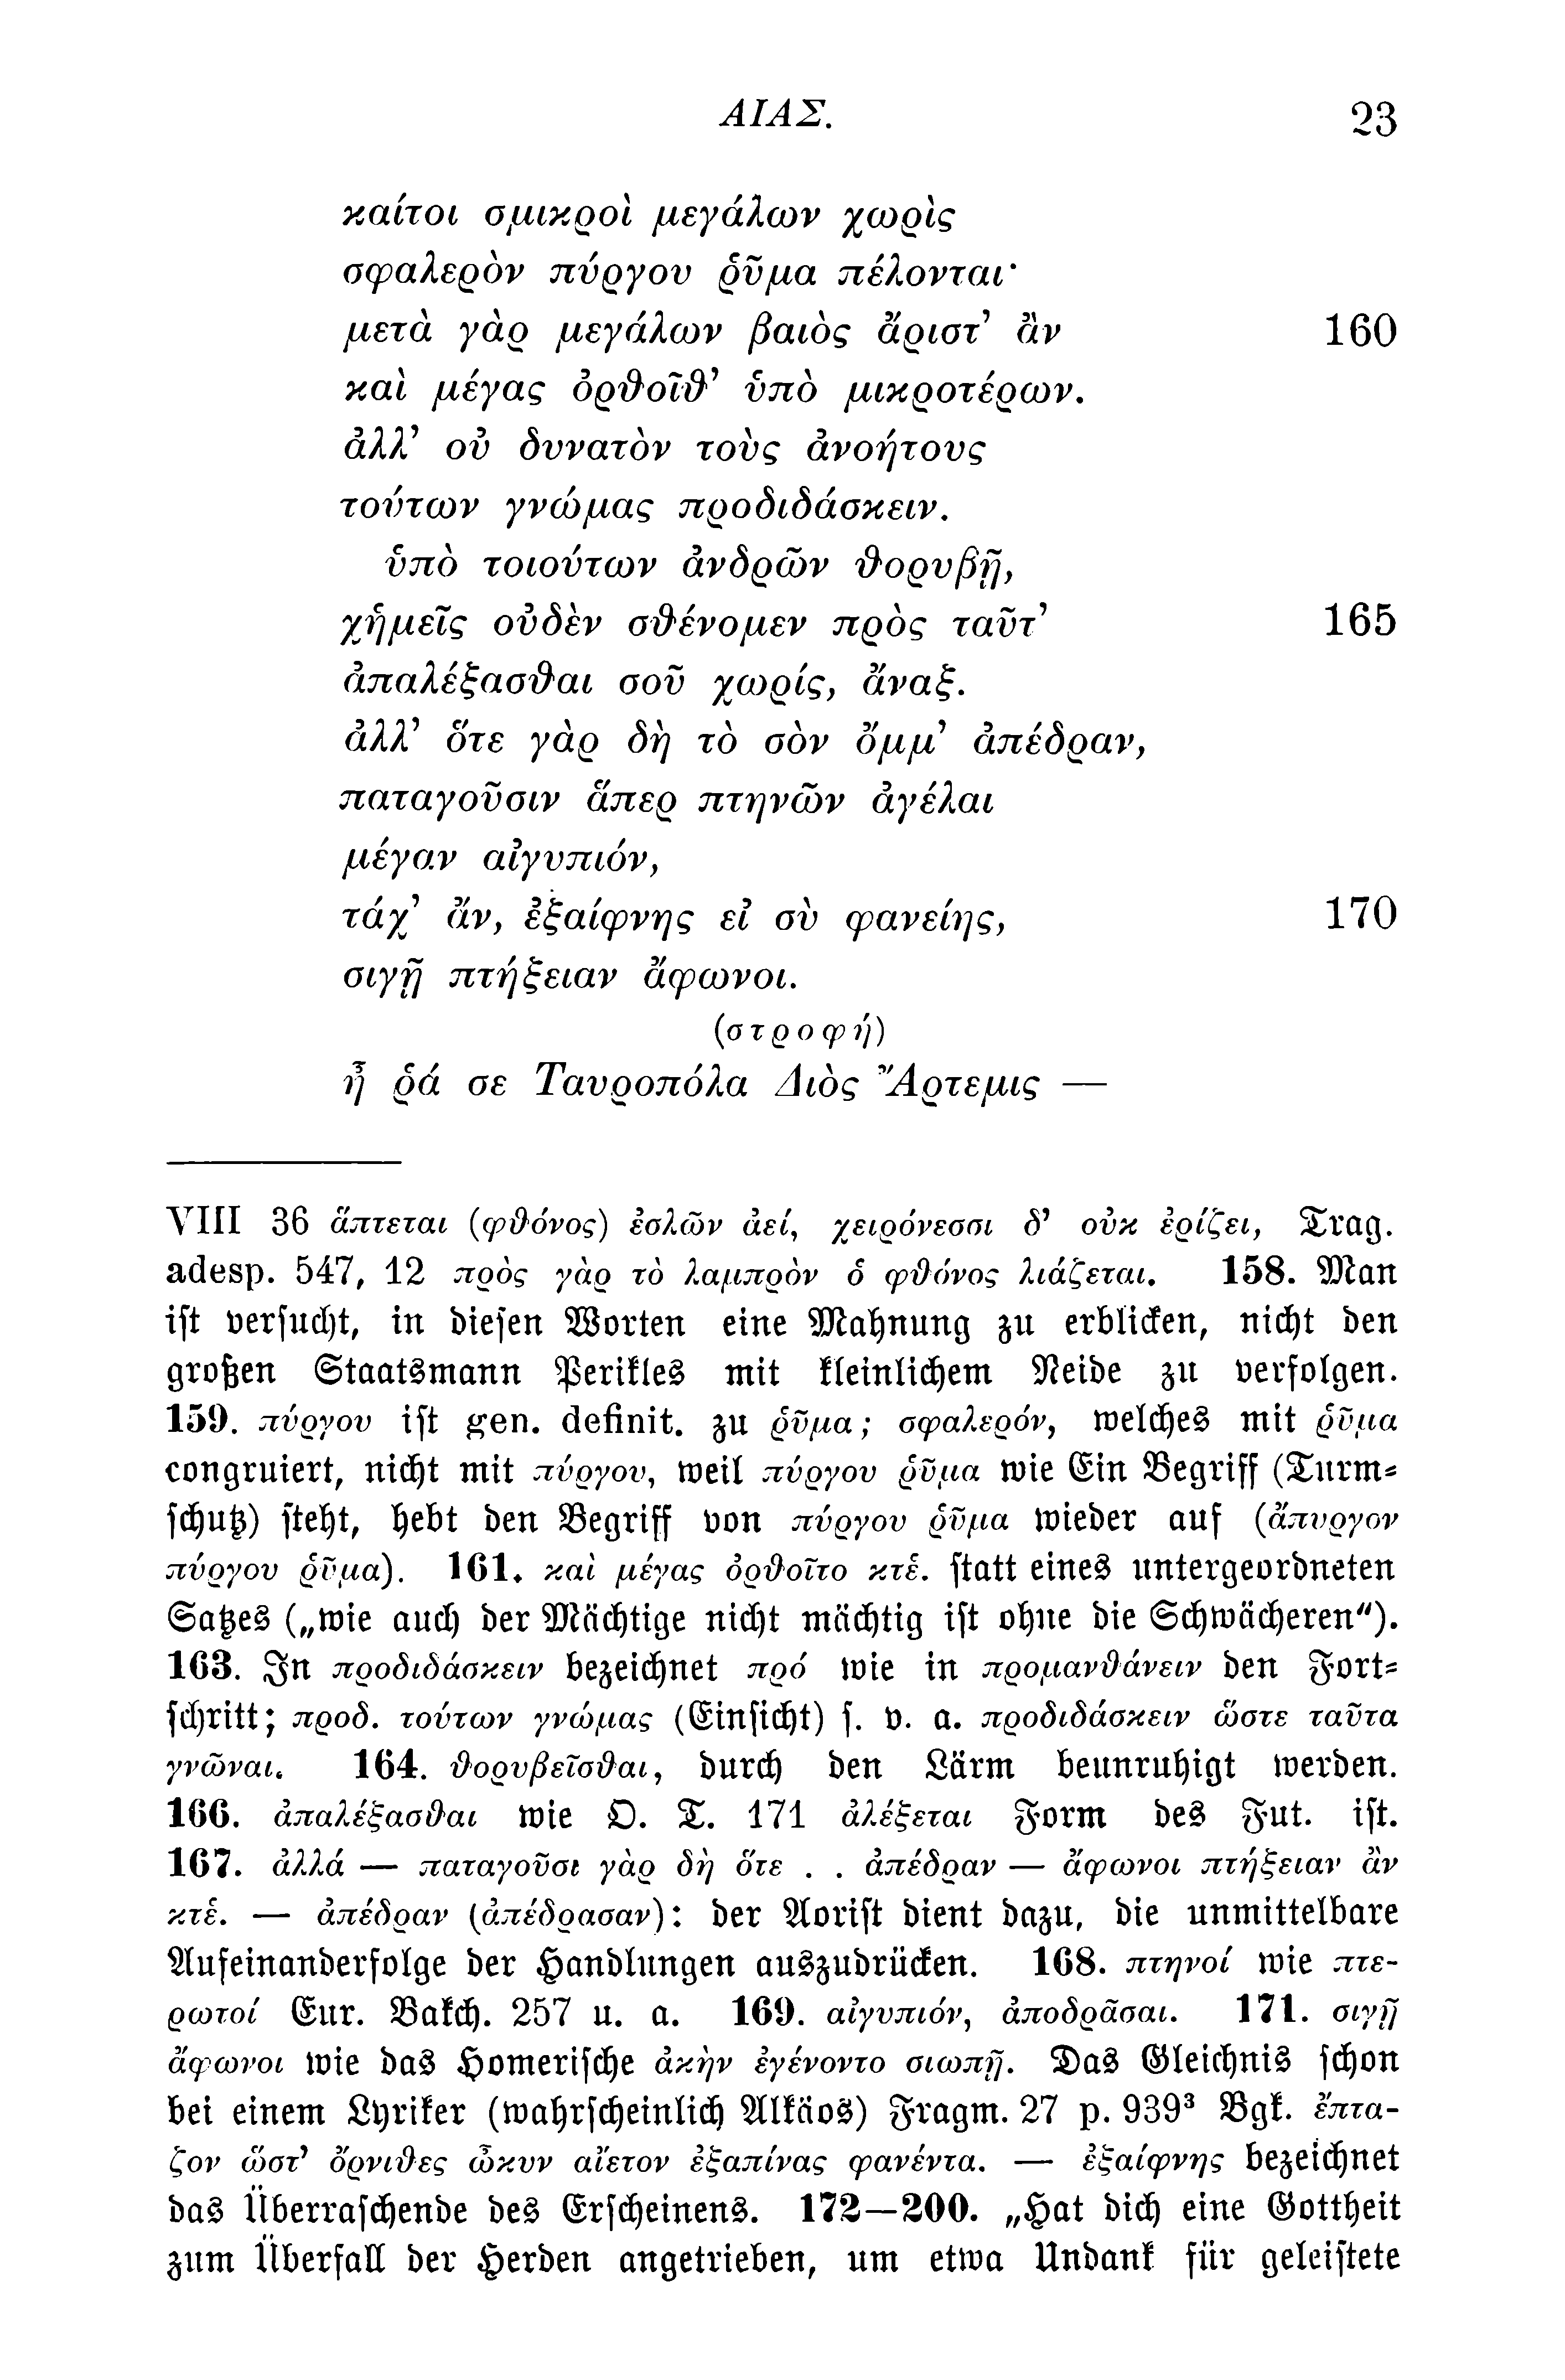 ΑΙΑΣ. 23
καίτοι σμικροὶ μεγάλων χωρὶς
σφαλερὸν πύργου ῥῦμα πέλονται·
μετὰ γὰρ μεγάλων βαιὸς ἄριστ’ ἂν 160
καὶ μέγας ὀρθοῖθ’ ὑπὸ μικροτέρων.
ἀλλ’ οὐ δυνατὸν τοὺς ἀνοήτους
τούτων γνώμας προδιδάσκειν.
ὑπὸ τοιούτων ἀνδρῶν θορυβῇ,
χἡμεῖς οὐδὲν σθένομεν πρὸς ταῦτ’ 165
ἀπαλέξασθαι σοῦ χωρίς, ἄναξ.
ἀλλ’ ὅτε γὰρ δὴ τὸ σὸν ὄμμ’ ἀπέδραν,
παταγοῦσιν ἅπερ πτηνῶν ἀγέλαι
μέγαν αἰγυπιόν,
τάχ’ ἄν, ἐξαίφνης εἰ σὺ φανείης, 170
σιγῇ πτήξειαν ἄφωνοι.
(στροφή)
ἦ ῥά σε Ταυροπόλα Διὸς Ἄρτεμις —
VIII 36 ἅπτεται (φθόνος) ἐσλῶν ἀεί, χειρόνεσσι δ’ οὐκ ἐρίζει, Trag.
adesp. 547, 12 πρὸς γὰρ τὸ λαμπρὸν ὁ φθόνος λιάζεται. 158. Man
ist versucht, in diesen Worten eine Mahnung zu erblicken, nicht den
großen Staatsmann Perikles mit kleinlichem Neide zu verfolgen.
159. πύργου ist gen. definit. zu ῥῦμα; σφαλερόν, welches mit ῥῦμα
congruiert, nicht mit πύργου, weil πύργου ῥῦμα wie Ein Begriff (Turm-
schutz) steht, hebt den Begriff von πύργου ῥῦμα wieder auf (ἄπυργον
πύργου ῥῦμα). 161. καὶ μέγας ὀρθοῖτο κτἑ. statt eines untergeordneten
Satzes („wie auch der Mächtige nicht mächtig ist ohne die Schwächeren“).
163. In προδιδάσκειν bezeichnet πρό wie in προμανθάνειν den Fort-
schritt; προδ. τούτων γνώμας (Einsicht) s. v. a. προδιδάσκειν ὥστε ταῦτα
γνῶναι. 164. θορυβεῖσθαι, durch den Lärm beunruhigt werden.
166. ἀπαλέξασθαι wie O. T. 171 ἀλέξεται Form des Fut. ist.
167. ἀλλά — παταγοῦσι γὰρ δὴ ὅτε . . ἀπέδραν — ἄφωνοι πτήξειαν ἂν
κτἑ. — ἀπέδραν (ἀπέδρασαν): der Aorist dient dazu, die unmittelbare
Aufeinanderfolge der Handlungen auszudrücken. 168. πτηνοί wie πτε-
ρωτοί Eur. Bakch. 257 u. a. 169. αἰγυπιόν, ἀποδρᾶσαι. 171. σιγῇ
ἄφωνοι wie das Homerische ἀκὴν ἐγένοντο σιωπῇ. Das Gleichnis schon
bei einem Lyriker (wahrscheinlich Alkäos) Fragm. 27 p. 939³ Bgk. ἔπτα-
ζον ὥστ’ ὄρνιθες ὦκυν αἴετον ἐξαπίνας φανέντα. — ἐξαίφνης bezeichnet
das Überraschende des Erscheinens. 172—200. „Hat dich eine Gottheit
zum Überfall der Herden angetrieben, um etwa Undank für geleistete